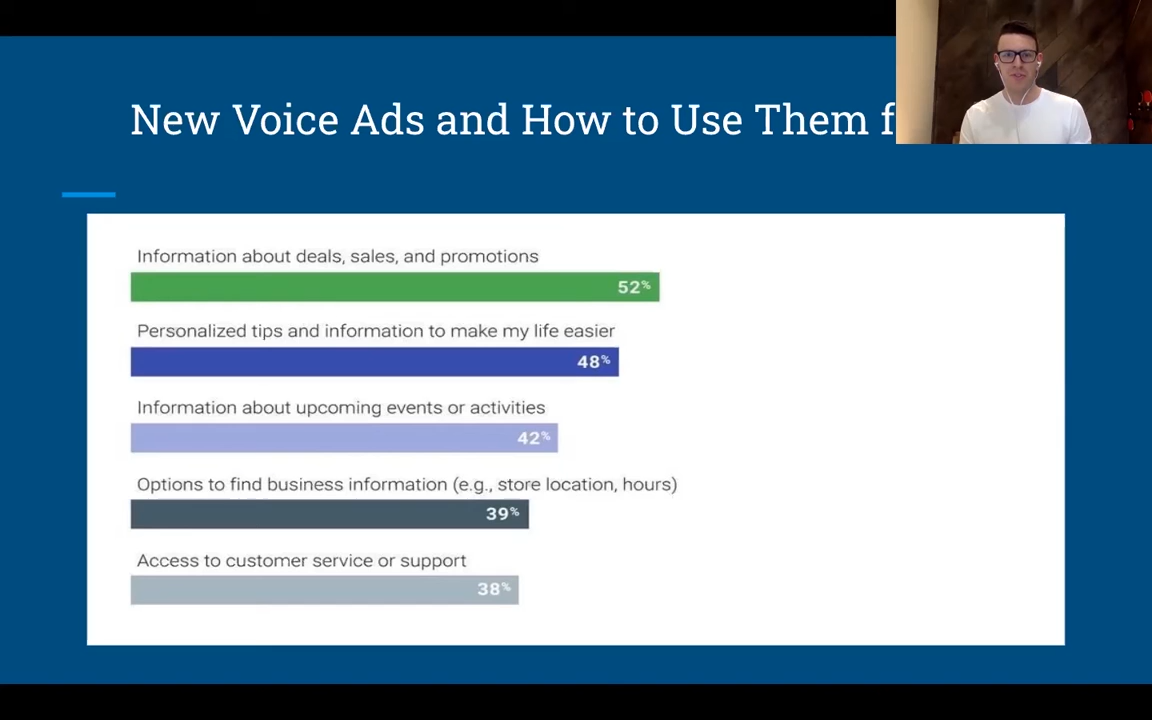 New Voice Ads and How to Use Them f
Information about deals, sales, and promotions
52%
Personalized tips and information to make my life easier
48%
Information about upcoming events or activities
42%
Options to find business information (e.g., store location, hours)
39%
Access to customer service or support
38%